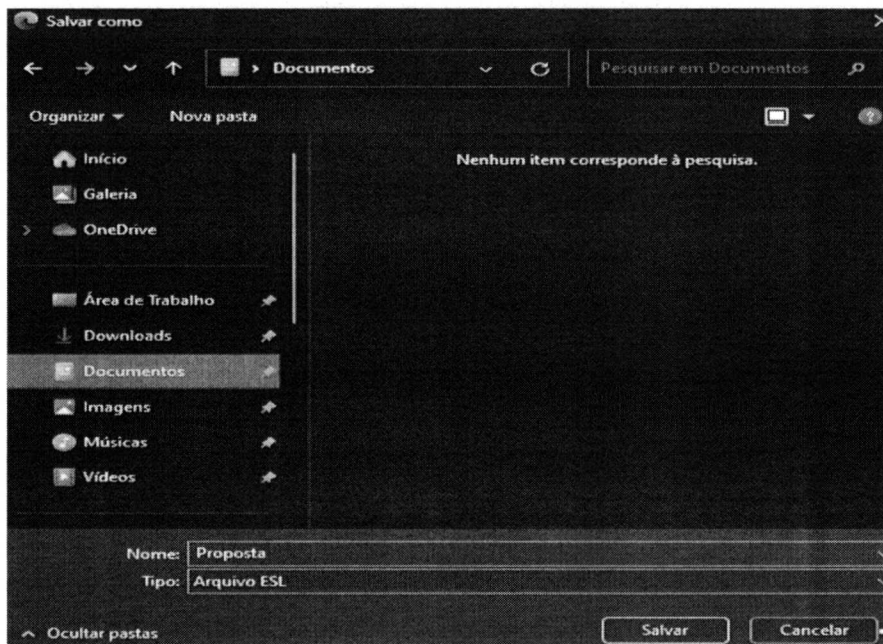 Salvar como
Documentos
Pesquisar em Documentos
Organizar
Nova pasta
Início
Nenhum item corresponde à pesquisa.
Galeria
OneDrive
Área de Trabalho
Downloads
Documentos
Imagens
Músicas
Vídeos
Nome: Proposta
Tipo: Arquivo ESL
Ocultar pastas
Salvar
Cancelar